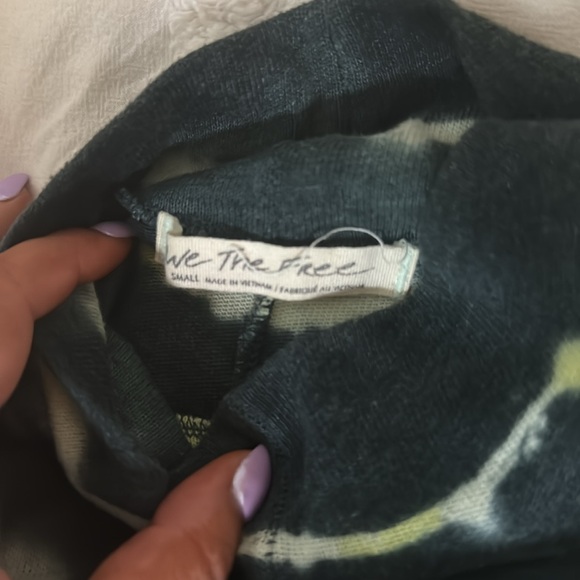 We The Free
SMALL MADE IN VIETNAM / FABRIQUÉ AU VIETNAM